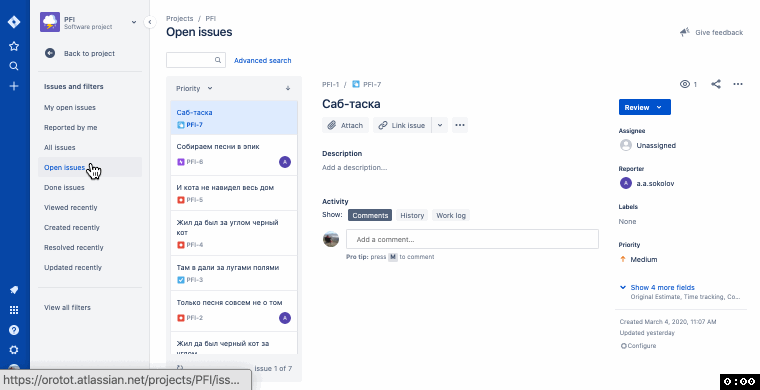 PFI
Software project
Back to project
Issues and filters
My open issues
Reported by me
All issues
Open issues
Done issues
Viewed recently
Created recently
Resolved recently
Updated recently
View all filters
Projects / PFI
Open issues
Give feedback
Advanced search
Priority
Саб-таска
PFI-7
Собираем песни в эпик
PFI-6
A
И кота не навидел весь дом
PFI-5
Жил да был за углом черный
кот
PFI-4
Там в дали за лугами полями
PFI-3
Только песня совсем не о том
PFI-2
A
Жил да был черный кот за
углом
issue 1 of 7
PFI-1 / PFI-7
1
Саб-таска
Attach
Link issue
Description
Add a description...
Activity
Show: Comments History Work log
Add a comment...
Pro tip: press M to comment
Review
Assignee
Unassigned
Reporter
A a.a.sokolov
Labels
None
Priority
Medium
Show 4 more fields
Original Estimate, Time tracking, Co...
Created March 4, 2020, 11:07 AM
Updated yesterday
Configure
https://orotot.atlassian.net/projects/PFI/iss...
0:00